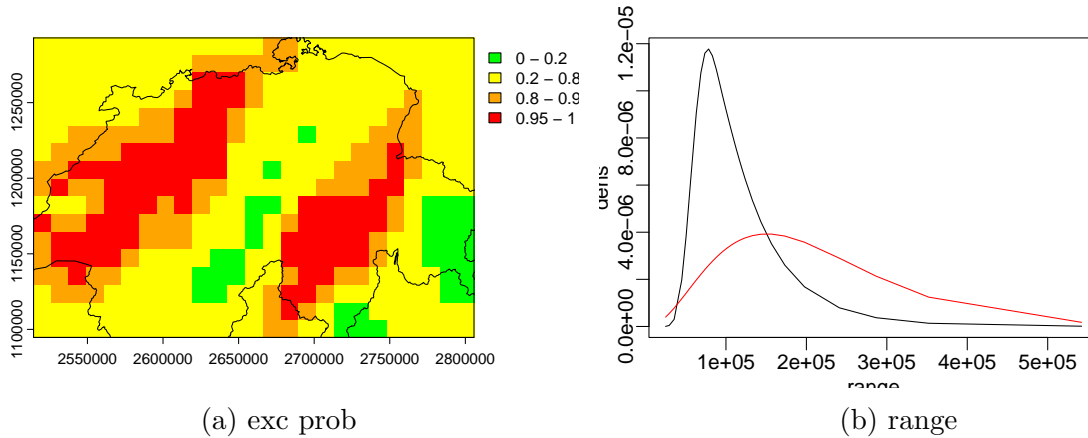 1250000
1200000
1150000
1100000
2550000
2600000
2650000
2700000
2750000
2800000
0 – 0.2
0.2 – 0.8
0.8 – 0.9
0.95 – 1
(a) exc prob
1.2e-05
8.0e-06
4.0e-06
0.0e+00
dens
1e+05
2e+05
3e+05
4e+05
5e+05
range
(b) range